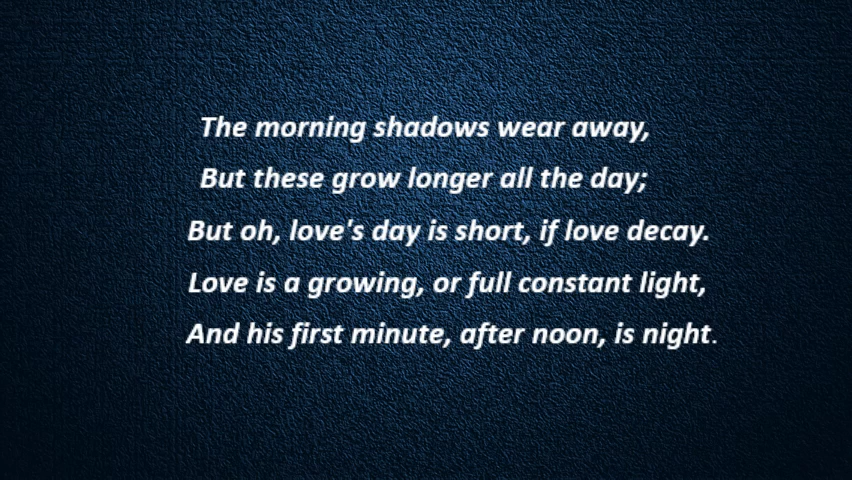 The morning shadows wear away,
But these grow longer all the day;
But oh, love's day is short, if love decay.
Love is a growing, or full constant light,
And his first minute, after noon, is night.